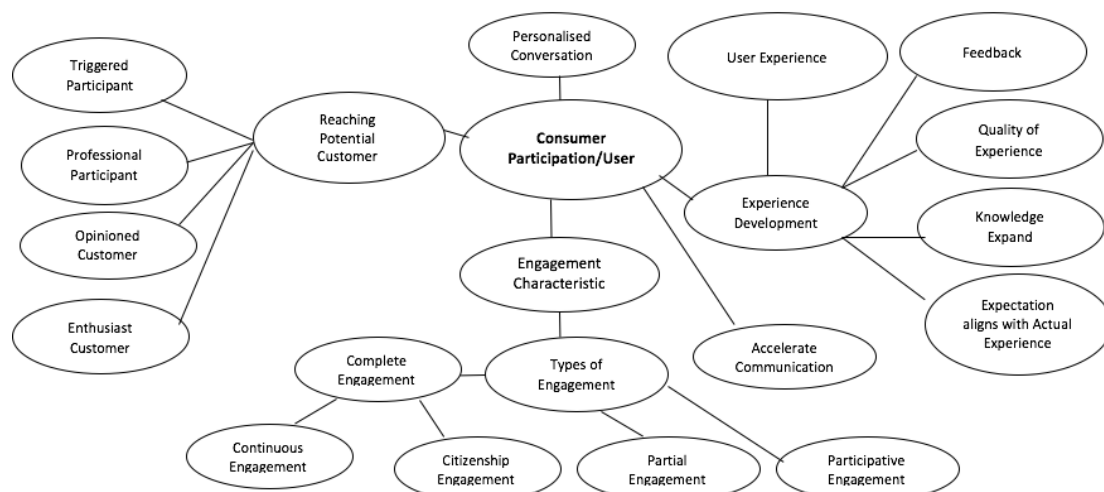 Personalised
Conversation
User Experience
Feedback
Triggered
Participant
Reaching
Potential
Customer
Consumer
Participation/User
Quality of
Experience
Professional
Participant
Experience
Development
Knowledge
Expand
Opinioned
Customer
Engagement
Characteristic
Expectation
aligns with Actual
Experience
Enthusiast
Customer
Complete
Engagement
Types of
Engagement
Accelerate
Communication
Continuous
Engagement
Citizenship
Engagement
Partial
Engagement
Participative
Engagement